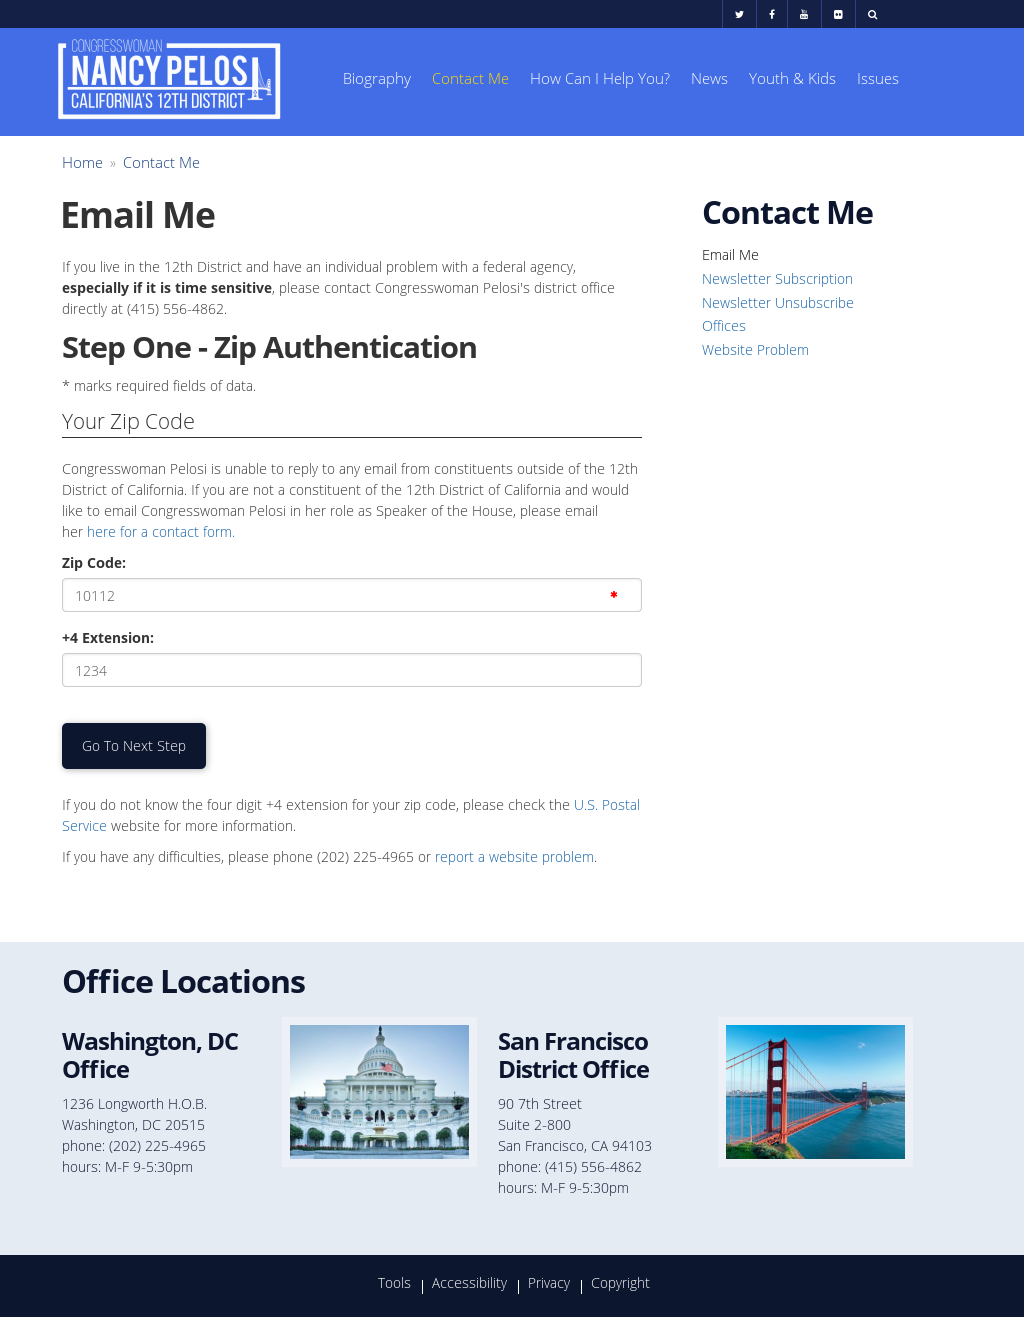 CONGRESSWOMAN
NANCY PELOSI
CALIFORNIA'S 12TH DISTRICT
Biography Contact Me How Can I Help You? News Youth & Kids Issues
Home » Contact Me
Email Me
If you live in the 12th District and have an individual problem with a federal agency,
especially if it is time sensitive, please contact Congresswoman Pelosi's district office
directly at (415) 556-4862.
Step One - Zip Authentication
* marks required fields of data.
Your Zip Code
Congresswoman Pelosi is unable to reply to any email from constituents outside of the 12th
District of California. If you are not a constituent of the 12th District of California and would
like to email Congresswoman Pelosi in her role as Speaker of the House, please email
her here for a contact form.
Zip Code:
10112 *
+4 Extension:
1234
Go To Next Step
If you do not know the four digit +4 extension for your zip code, please check the U.S. Postal
Service website for more information.
If you have any difficulties, please phone (202) 225-4965 or report a website problem.
Contact Me
Email Me
Newsletter Subscription
Newsletter Unsubscribe
Offices
Website Problem
Office Locations
Washington, DC
Office
1236 Longworth H.O.B.
Washington, DC 20515
phone: (202) 225-4965
hours: M-F 9-5:30pm
San Francisco
District Office
90 7th Street
Suite 2-800
San Francisco, CA 94103
phone: (415) 556-4862
hours: M-F 9-5:30pm
Tools | Accessibility | Privacy | Copyright